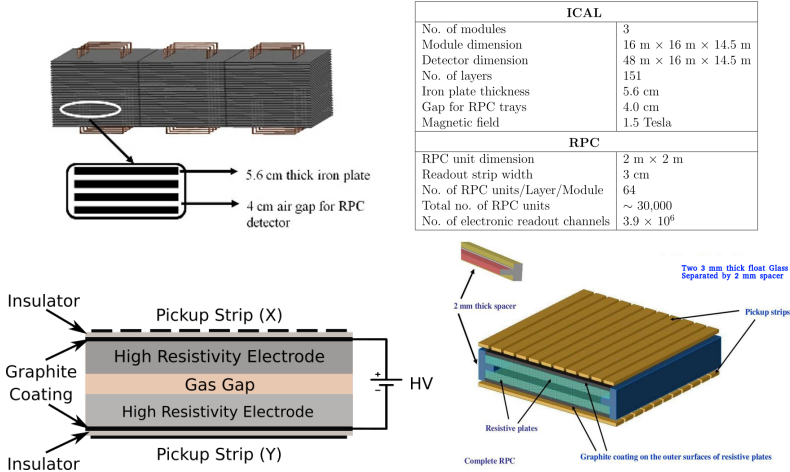 5.6 cm thick iron plate
4 cm air gap for RPC
detector
ICAL
No. of modules 3
Module dimension 16 m × 16 m × 14.5 m
Detector dimension 48 m × 16 m × 14.5 m
No. of layers 151
Iron plate thickness 5.6 cm
Gap for RPC trays 4.0 cm
Magnetic field 1.5 Tesla
RPC
RPC unit dimension 2 m × 2 m
Readout strip width 3 cm
No. of RPC units/Layer/Module 64
Total no. of RPC units ∼ 30,000
No. of electronic readout channels 3.9 × 10⁶
Insulator
Pickup Strip (X)
High Resistivity Electrode
Graphite
Coating
Gas Gap
+
−
HV
High Resistivity Electrode
Pickup Strip (Y)
Insulator
Two 3 mm thick float Glass
Separated by 2 mm spacer
2 mm thick spacer
Pickup strips
Resistive plates
Graphite coating on the outer surfaces of resistive plates
Complete RPC